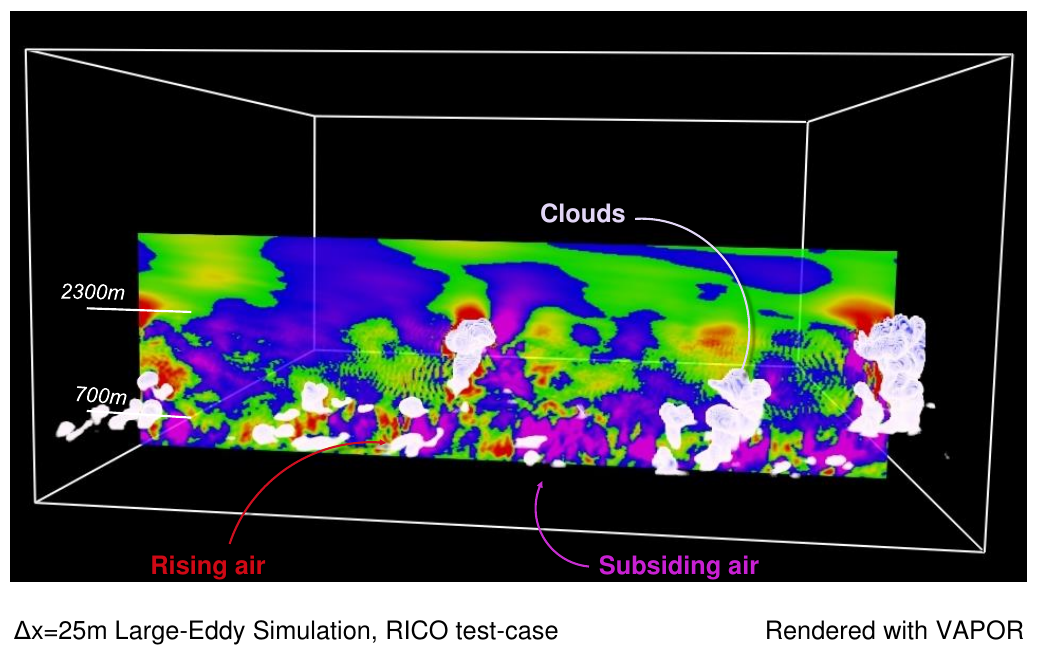 Clouds
2300m
700m
Rising air
Subsiding air
Δx=25m Large-Eddy Simulation, RICO test-case
Rendered with VAPOR